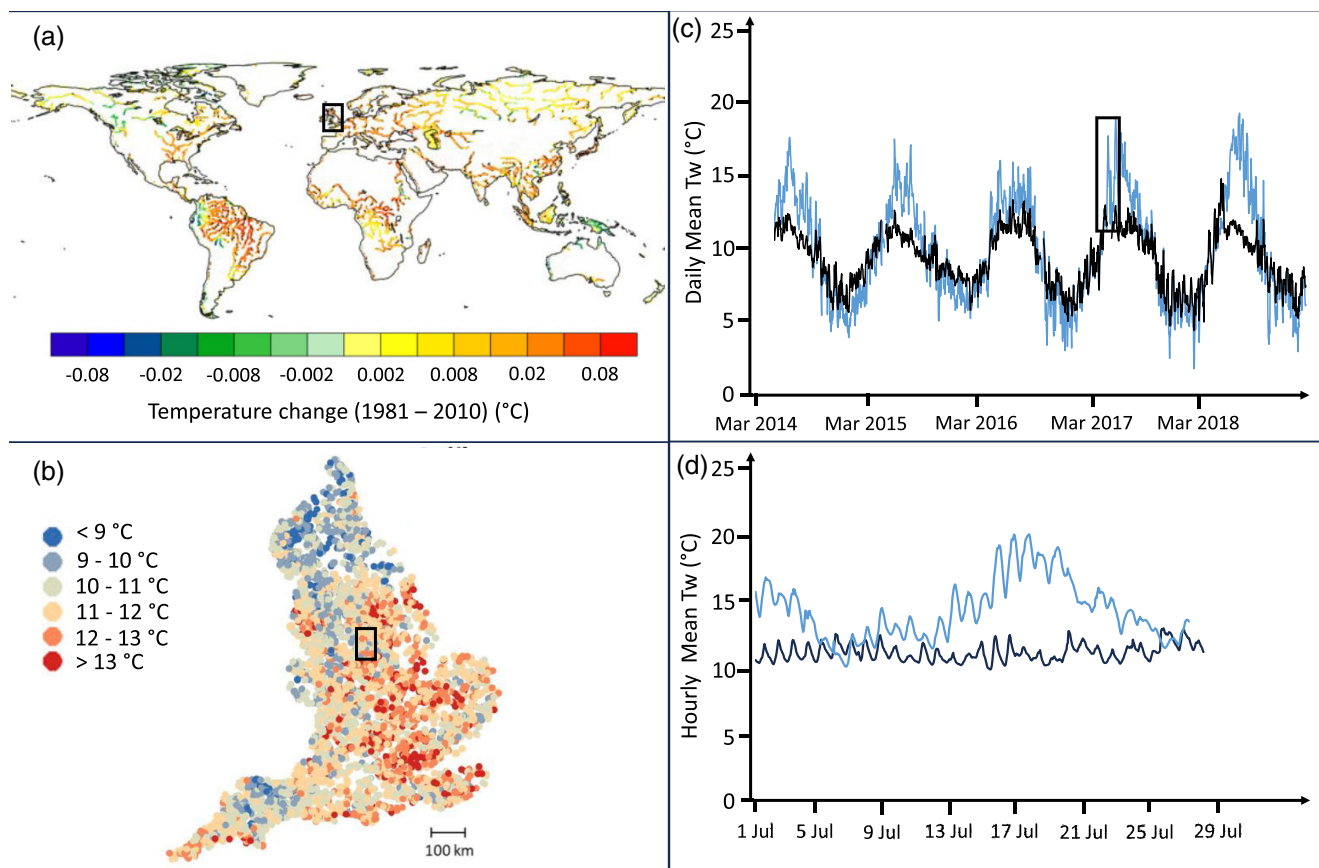 (a)
-0.08 -0.02 -0.008 -0.002 0.002 0.008 0.02 0.08
Temperature change (1981 – 2010) (°C)
(b)
< 9 °C
9 - 10 °C
10 - 11 °C
11 - 12 °C
12 - 13 °C
> 13 °C
100 km
(c)
Daily Mean Tw (°C)
25
20
15
10
5
0
Mar 2014 Mar 2015 Mar 2016 Mar 2017 Mar 2018
(d)
Hourly Mean Tw (°C)
25
20
15
10
5
0
1 Jul 5 Jul 9 Jul 13 Jul 17 Jul 21 Jul 25 Jul 29 Jul